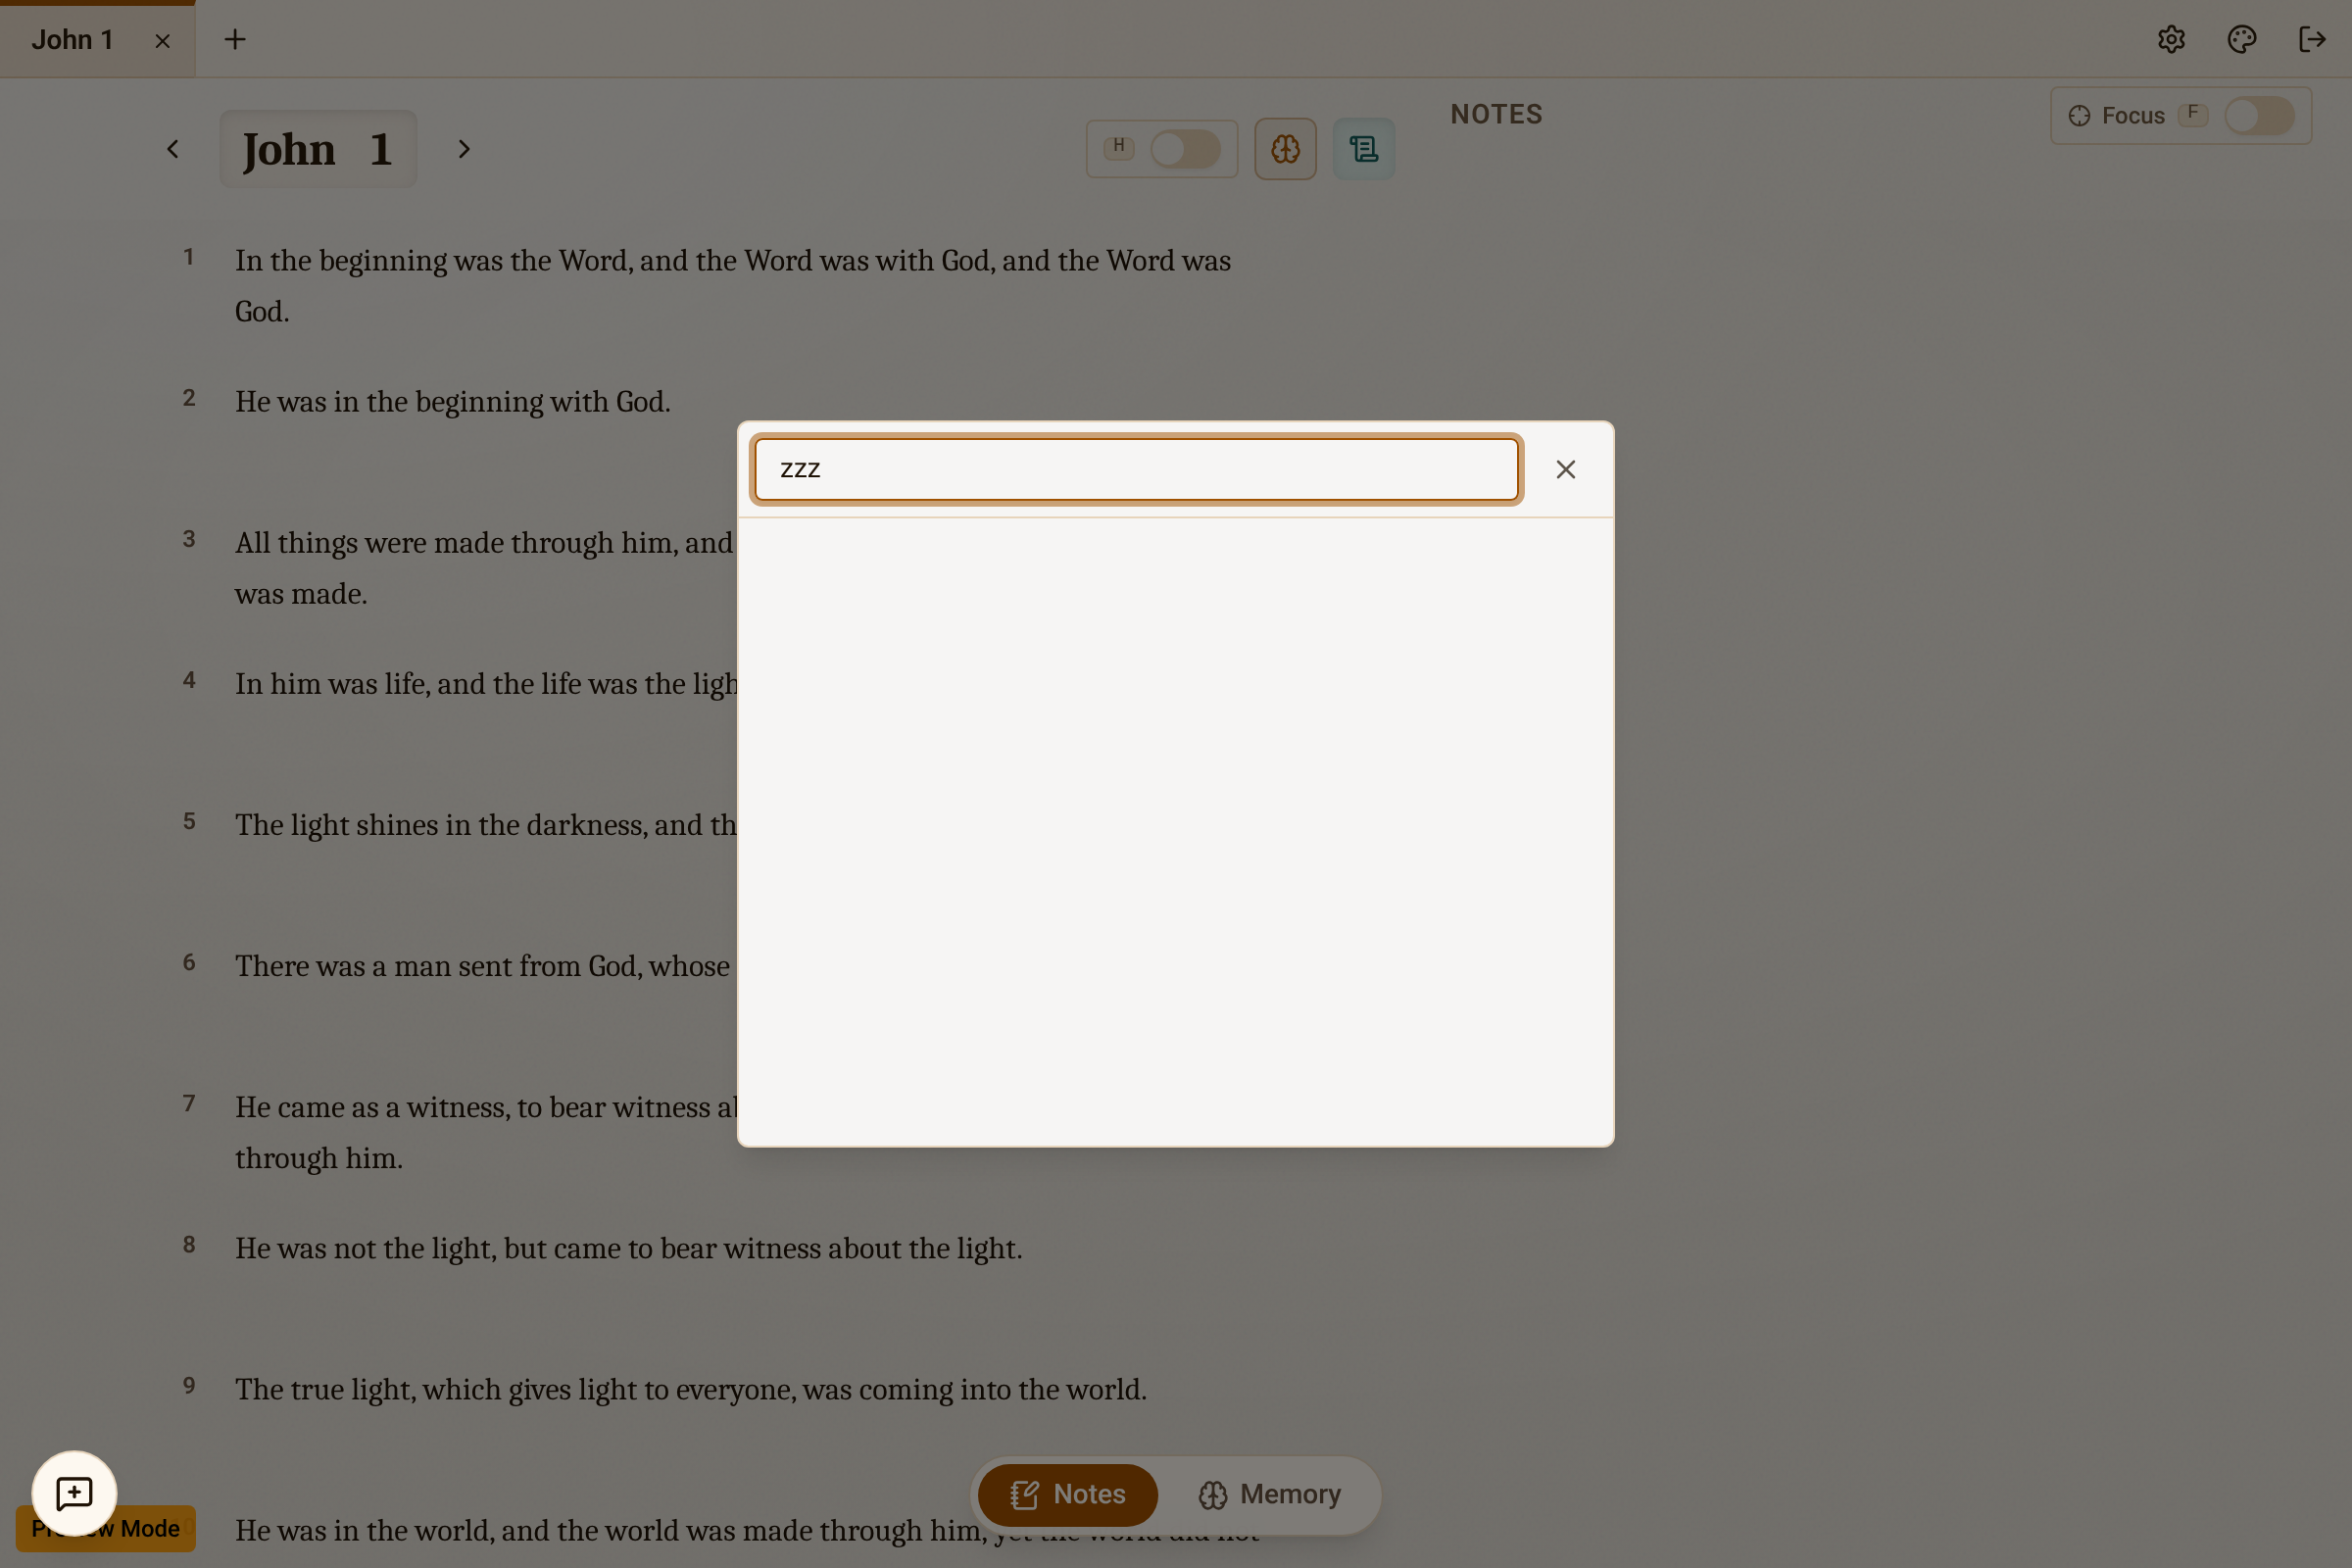 John 1
John 1
H
NOTES
Focus F
1 In the beginning was the Word, and the Word was with God, and the Word was
God.
2 He was in the beginning with God.
zzz
3 All things were made through him, and
was made.
4 In him was life, and the life was the
5 The light shines in the darkness, and
6 There was a man sent from God, whose
7 He came as a witness, to bear witness
through him.
8 He was not the light, but came to bear witness about the light.
9 The true light, which gives light to everyone, was coming into the world.
Notes
Memory
Mode
He was in the world, and the world was made through him,